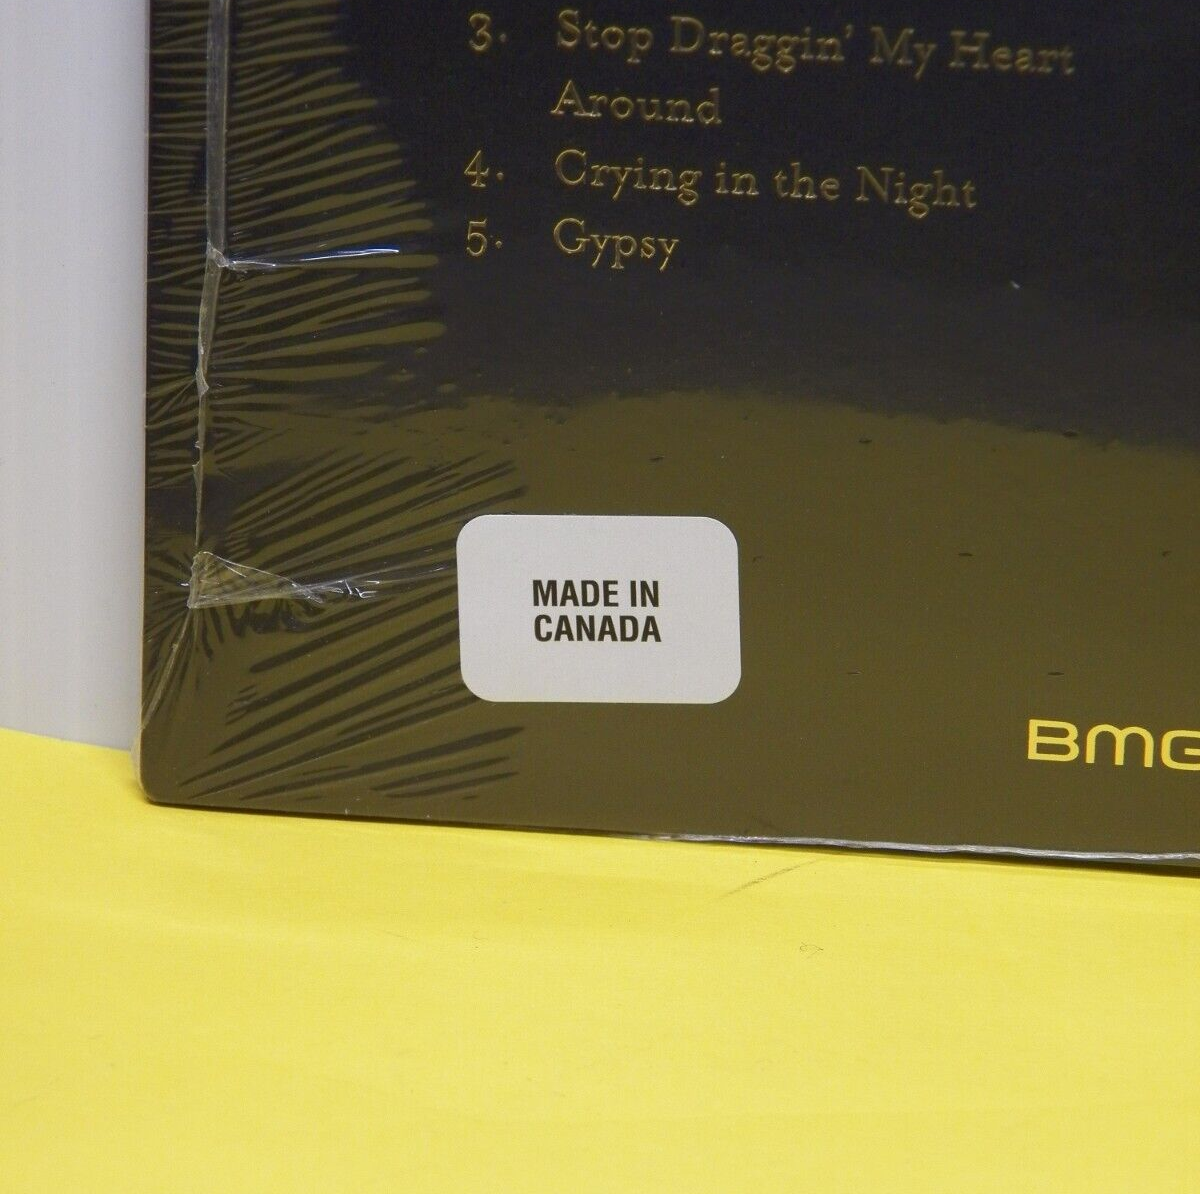 3. Stop Draggin' My Heart
Around
4. Crying in the Night
5. Gypsy
MADE IN
CANADA
BMG